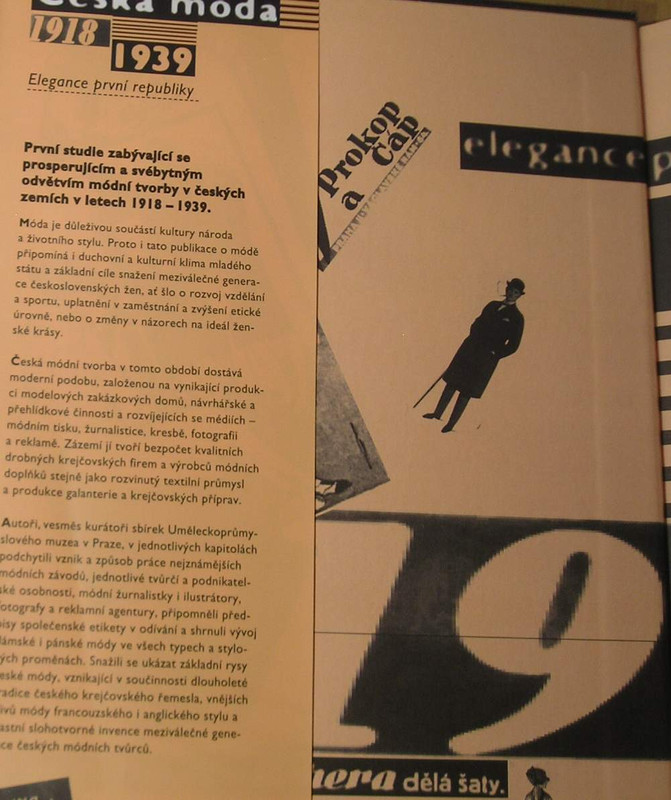 Česká móda
1918
1939
Elegance první republiky
První studie zabývající se
prosperujícím a svébytným
odvětvím módní tvorby v českých
zemích v letech 1918 – 1939.
Móda je důleživou součástí kultury národa
a životního stylu. Proto i tato publikace o módě
připomíná i duchovní a kulturní klima mladého
státu a základní cíle snažení meziválečné genera-
ce československých žen, ať šlo o rozvoj vzdělání
a sportu, uplatnění v zaměstnání a zvýšení etické
úrovně, nebo o změny v názorech na ideál žen-
ské krásy.
Česká módní tvorba v tomto období dostává
moderní podobu, založenou na vynikající produk-
ci modelových zakázkových domů, návrhářské a
přehlídkové činnosti a rozvíjejících se médiích –
módním tisku, žurnalistice, kresbě, fotografii
a reklamě. Zázemí jí tvoří bezpočet kvalitních
drobných krejčovských firem a výrobců módních
doplňků stejně jako rozvinutý textilní průmysl
a produkce galanterie a krejčovských příprav.
Autoři, vesměs kurátoři sbírek Uměleckoprůmy-
slového muzea v Praze, v jednotlivých kapitolách
podchytili vznik a způsob práce nejznámějších
módních závodů, jednotlivé tvůrčí a podnikatel-
ské osobnosti, módní žurnalistky i ilustrátory,
fotografy a reklamní agentury, připomněli před-
pisy společenské etikety v odívání a shrnuli vývoj
dámské i pánské módy ve všech typech a stylo-
vých proměnách. Snažili se ukázat základní rysy
české módy, vznikající v součinnosti dlouholeté
tradice českého krejčovského řemesla, vnějších
vlivů módy francouzského i anglického stylu a
vlastní slohotvorné invence meziválečné gene-
race českých módních tvůrců.
Prokop
a Čáp
elegance
19
dělá šaty.